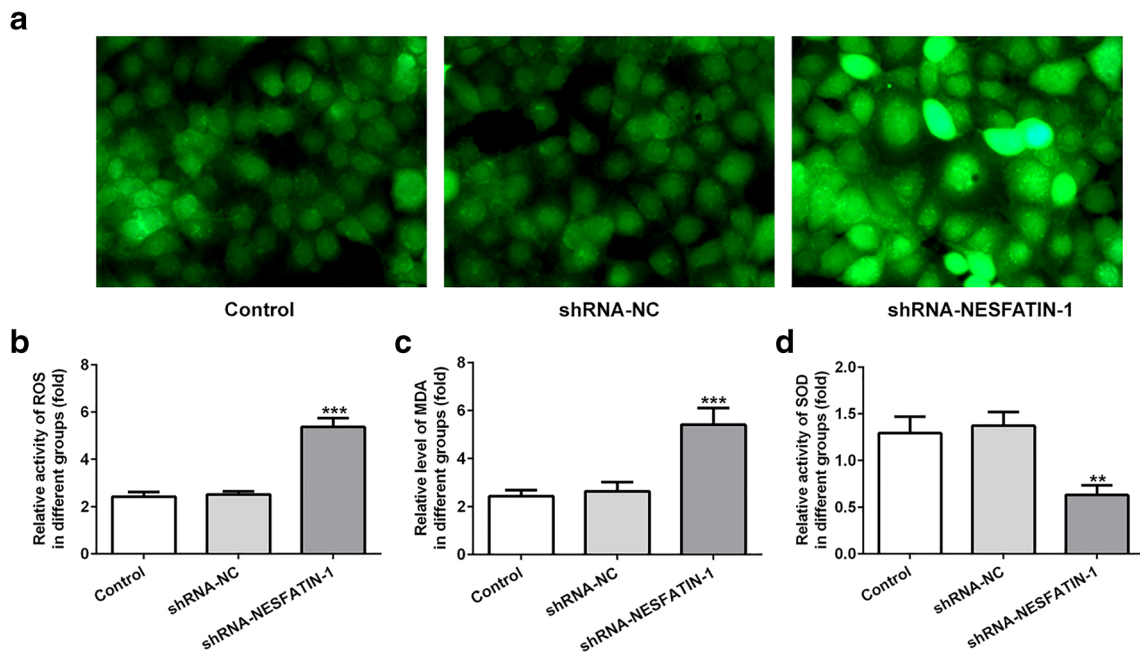 a
Control
shRNA-NC
shRNA-NESFATIN-1
b
Relative activity of ROS
in different groups (fold)
8
6
4
2
0
***
Control
shRNA-NC
shRNA-NESFATIN-1
c
Relative level of MDA
in different groups (fold)
8
6
4
2
0
***
Control
shRNA-NC
shRNA-NESFATIN-1
d
Relative activity of SOD
in different groups (fold)
2.0
1.5
1.0
0.5
0.0
**
Control
shRNA-NC
shRNA-NESFATIN-1